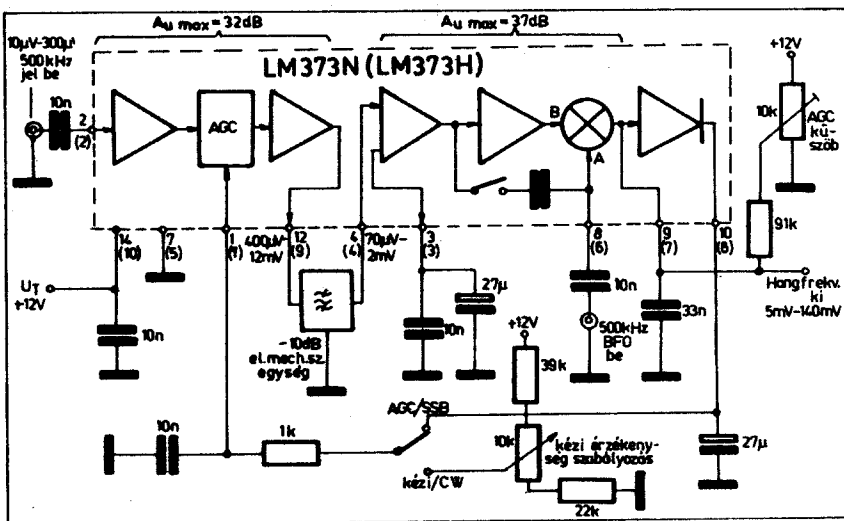 Au max = 32dB
Au max = 37dB
10µV-300µV
500kHz
jel be
LM373N (LM373H)
+12V
10n
2
(2)
AGC
B
A
10k
AGC
küszöb
91k
14
(10)
7
(5)
1
(1)
400µV-
12mV
12
(9)
4
(4)
70µV-
2mV
3
(3)
8
(6)
9
(7)
10
(8)
UT
+12V
10n
-10dB
el.mech.sz.
egység
10n
27µ
10n
500kHz
BFO
be
33n
Hangfrekv.
ki
5mV-140mV
+12V
39k
10n
1k
AGC/SSB
kézi/CW
10k
kézi érzékeny-
ség szabályozás
22k
27µ